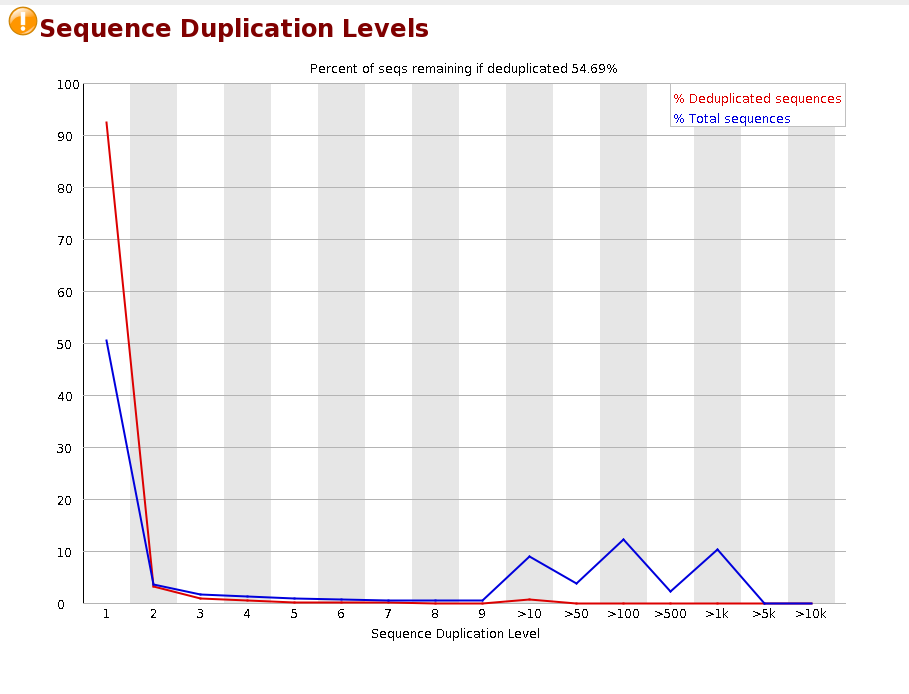 Sequence Duplication Levels
Percent of seqs remaining if deduplicated 54.69%
% Deduplicated sequences
% Total sequences
100
90
80
70
60
50
40
30
20
10
0
1 2 3 4 5 6 7 8 9 >10 >50 >100 >500 >1k >5k >10k
Sequence Duplication Level